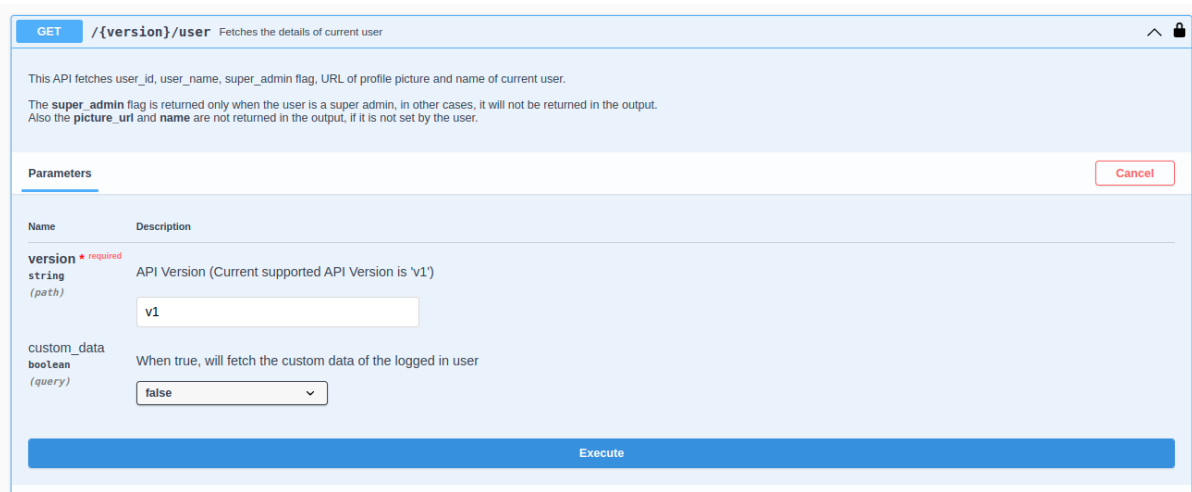 GET /{version}/user Fetches the details of current user
This API fetches user_id, user_name, super_admin flag, URL of profile picture and name of current user.
The super_admin flag is returned only when the user is a super admin, in other cases, it will not be returned in the output.
Also the picture_url and name are not returned in the output, if it is not set by the user.
Parameters Cancel
Name Description
version * required
string
(path)
API Version (Current supported API Version is 'v1')
v1
custom_data
boolean
(query)
When true, will fetch the custom data of the logged in user
false
Execute